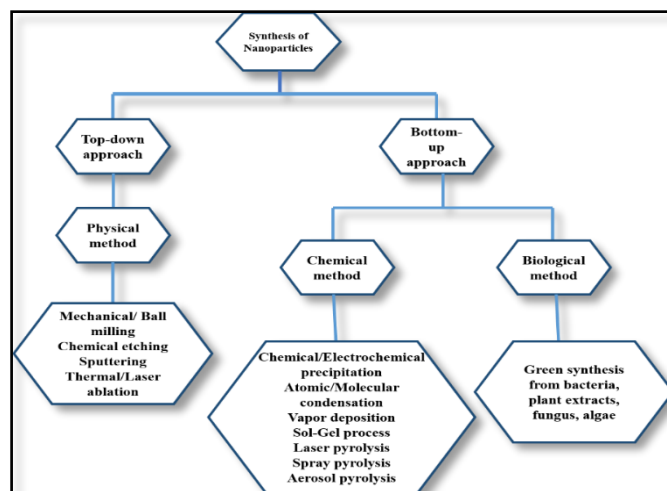 Synthesis of
Nanoparticles
Top-down
approach
Bottom-
up
approach
Physical
method
Chemical
method
Biological
method
Mechanical/ Ball
milling
Chemical etching
Sputtering
Thermal/Laser
ablation
Chemical/Electrochemical
precipitation
Atomic/Molecular
condensation
Vapor deposition
Sol-Gel process
Laser pyrolysis
Spray pyrolysis
Aerosol pyrolysis
Green synthesis
from bacteria,
plant extracts,
fungus, algae